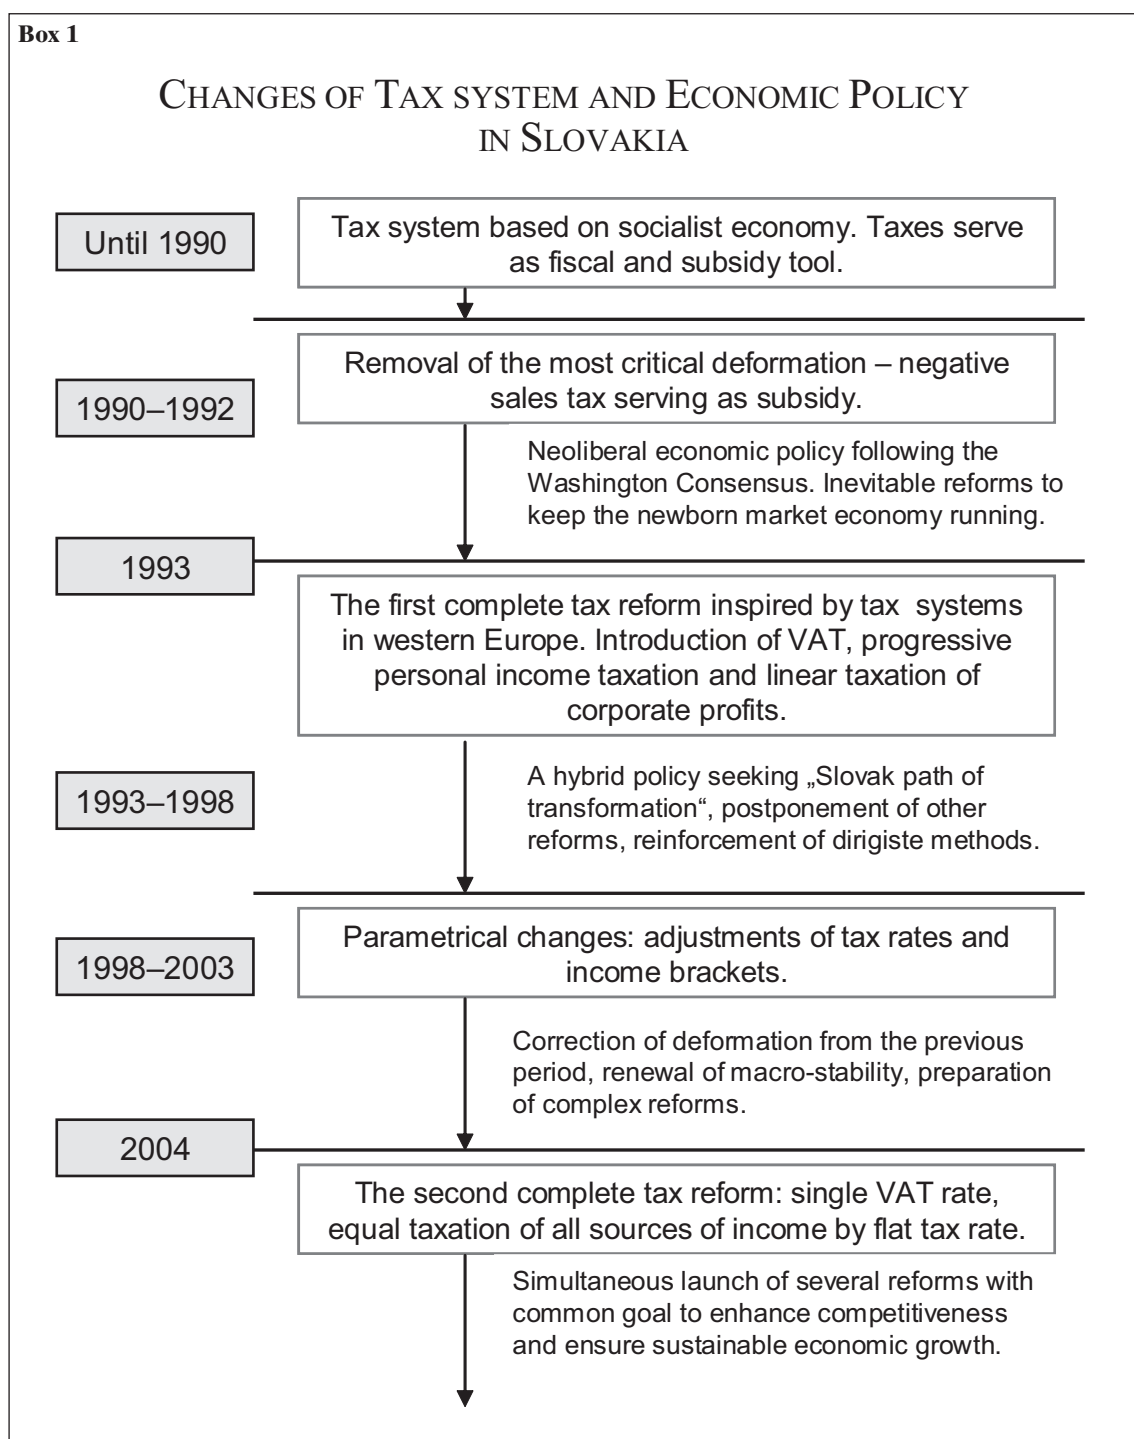 Box 1
CHANGES OF TAX SYSTEM AND ECONOMIC POLICY
IN SLOVAKIA
Until 1990
Tax system based on socialist economy. Taxes serve
as fiscal and subsidy tool.
1990–1992
Removal of the most critical deformation – negative
sales tax serving as subsidy.
Neoliberal economic policy following the
Washington Consensus. Inevitable reforms to
keep the newborn market economy running.
1993
The first complete tax reform inspired by tax systems
in western Europe. Introduction of VAT, progressive
personal income taxation and linear taxation of
corporate profits.
1993–1998
A hybrid policy seeking „Slovak path of
transformation“, postponement of other
reforms, reinforcement of dirigiste methods.
1998–2003
Parametrical changes: adjustments of tax rates and
income brackets.
Correction of deformation from the previous
period, renewal of macro-stability, preparation
of complex reforms.
2004
The second complete tax reform: single VAT rate,
equal taxation of all sources of income by flat tax rate.
Simultaneous launch of several reforms with
common goal to enhance competitiveness
and ensure sustainable economic growth.